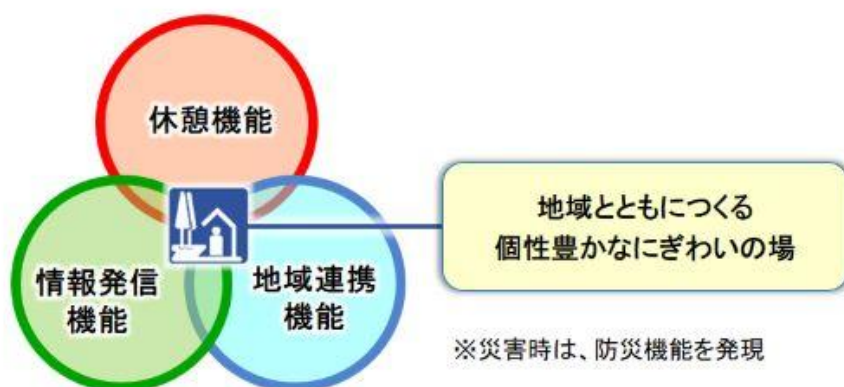 休憩機能
情報発信
機能
地域連携
機能
地域とともにつくる
個性豊かなにぎわいの場
※災害時は、防災機能を発現